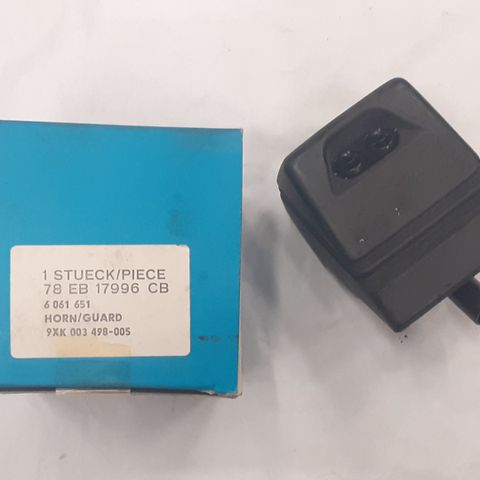 1 STUECK/PIECE
78 EB 17996 CB
6 061 651
HORN/GUARD
9XK 003 498-005